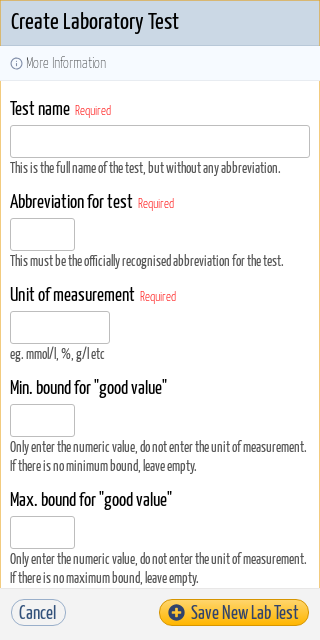 Create Laboratory Test
More Information
Test name Required
This is the full name of the test, but without any abbreviation.
Abbreviation for test Required
This must be the officially recognised abbreviation for the test.
Unit of measurement Required
eg. mmol/l, %, g/l etc
Min. bound for "good value"
Only enter the numeric value, do not enter the unit of measurement.
If there is no minimum bound, leave empty.
Max. bound for "good value"
Only enter the numeric value, do not enter the unit of measurement.
If there is no maximum bound, leave empty.
Cancel
Save New Lab Test